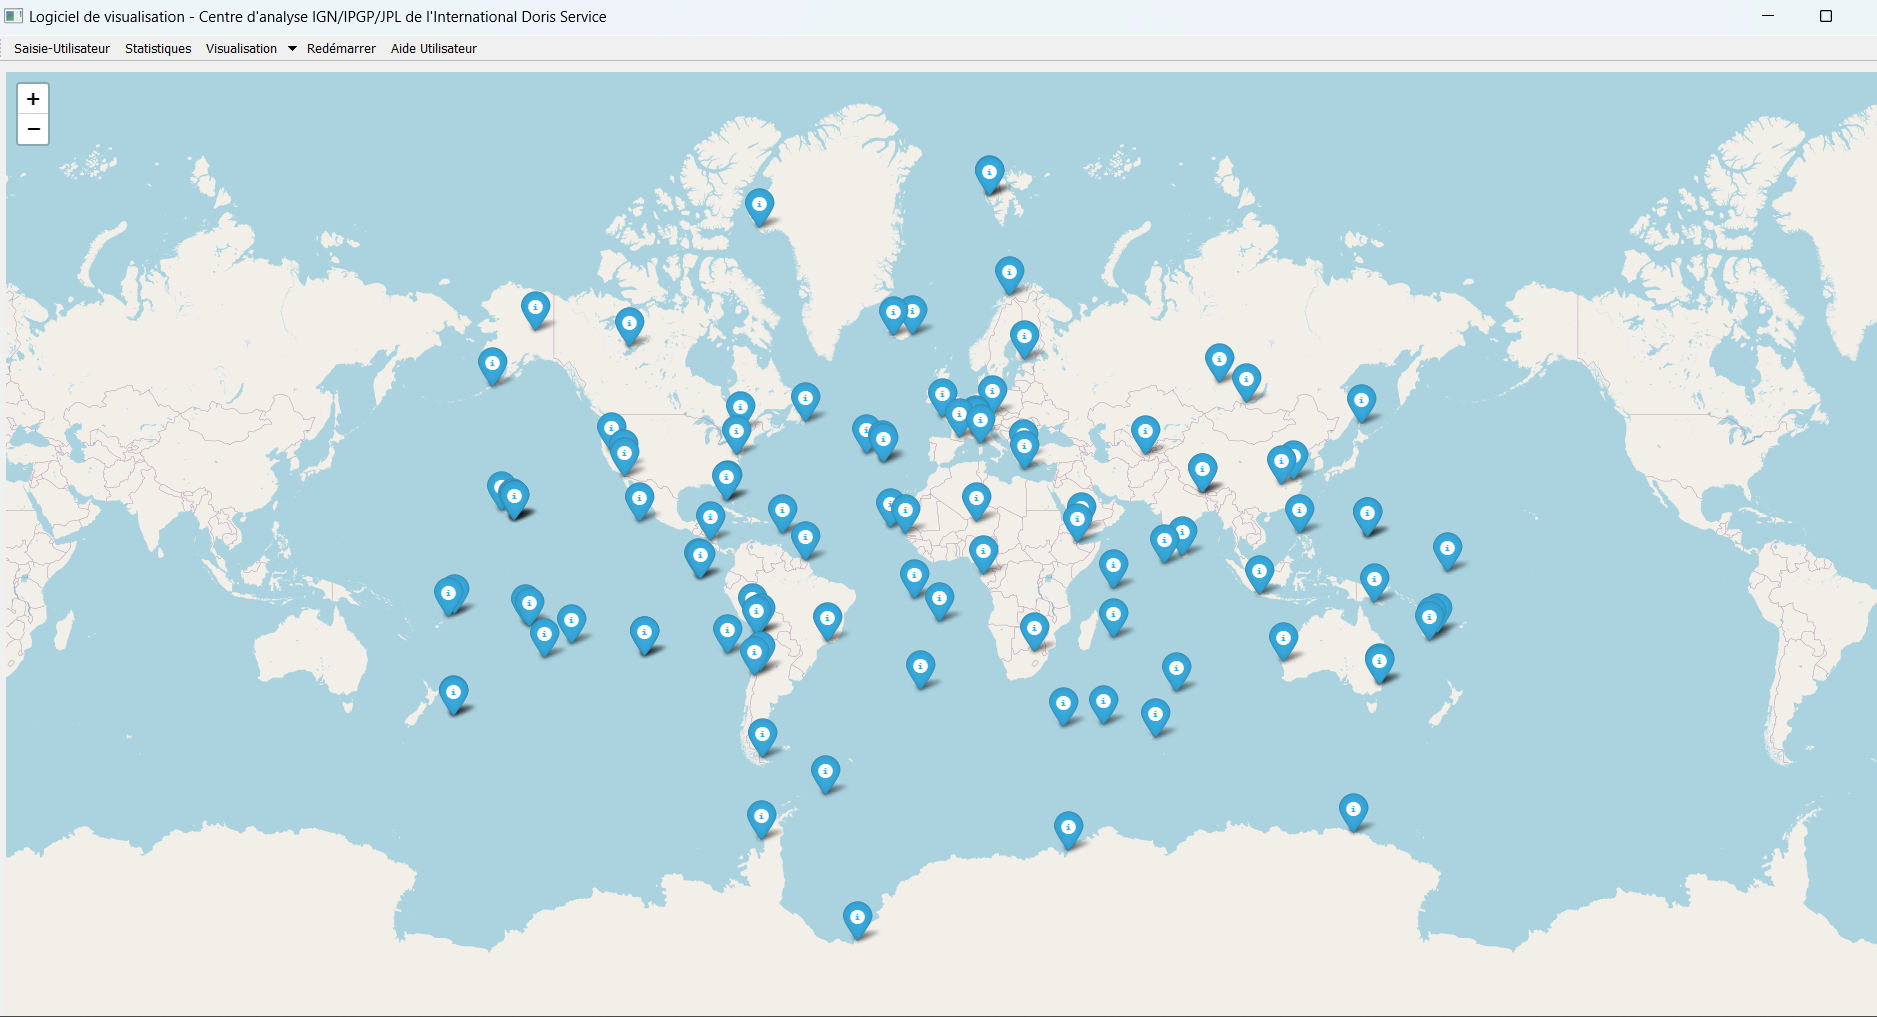 Logiciel de visualisation - Centre d'analyse IGN/IPGP/JPL de l'International Doris Service
Saisie-Utilisateur Statistiques Visualisation Redémarrer Aide Utilisateur
+
−